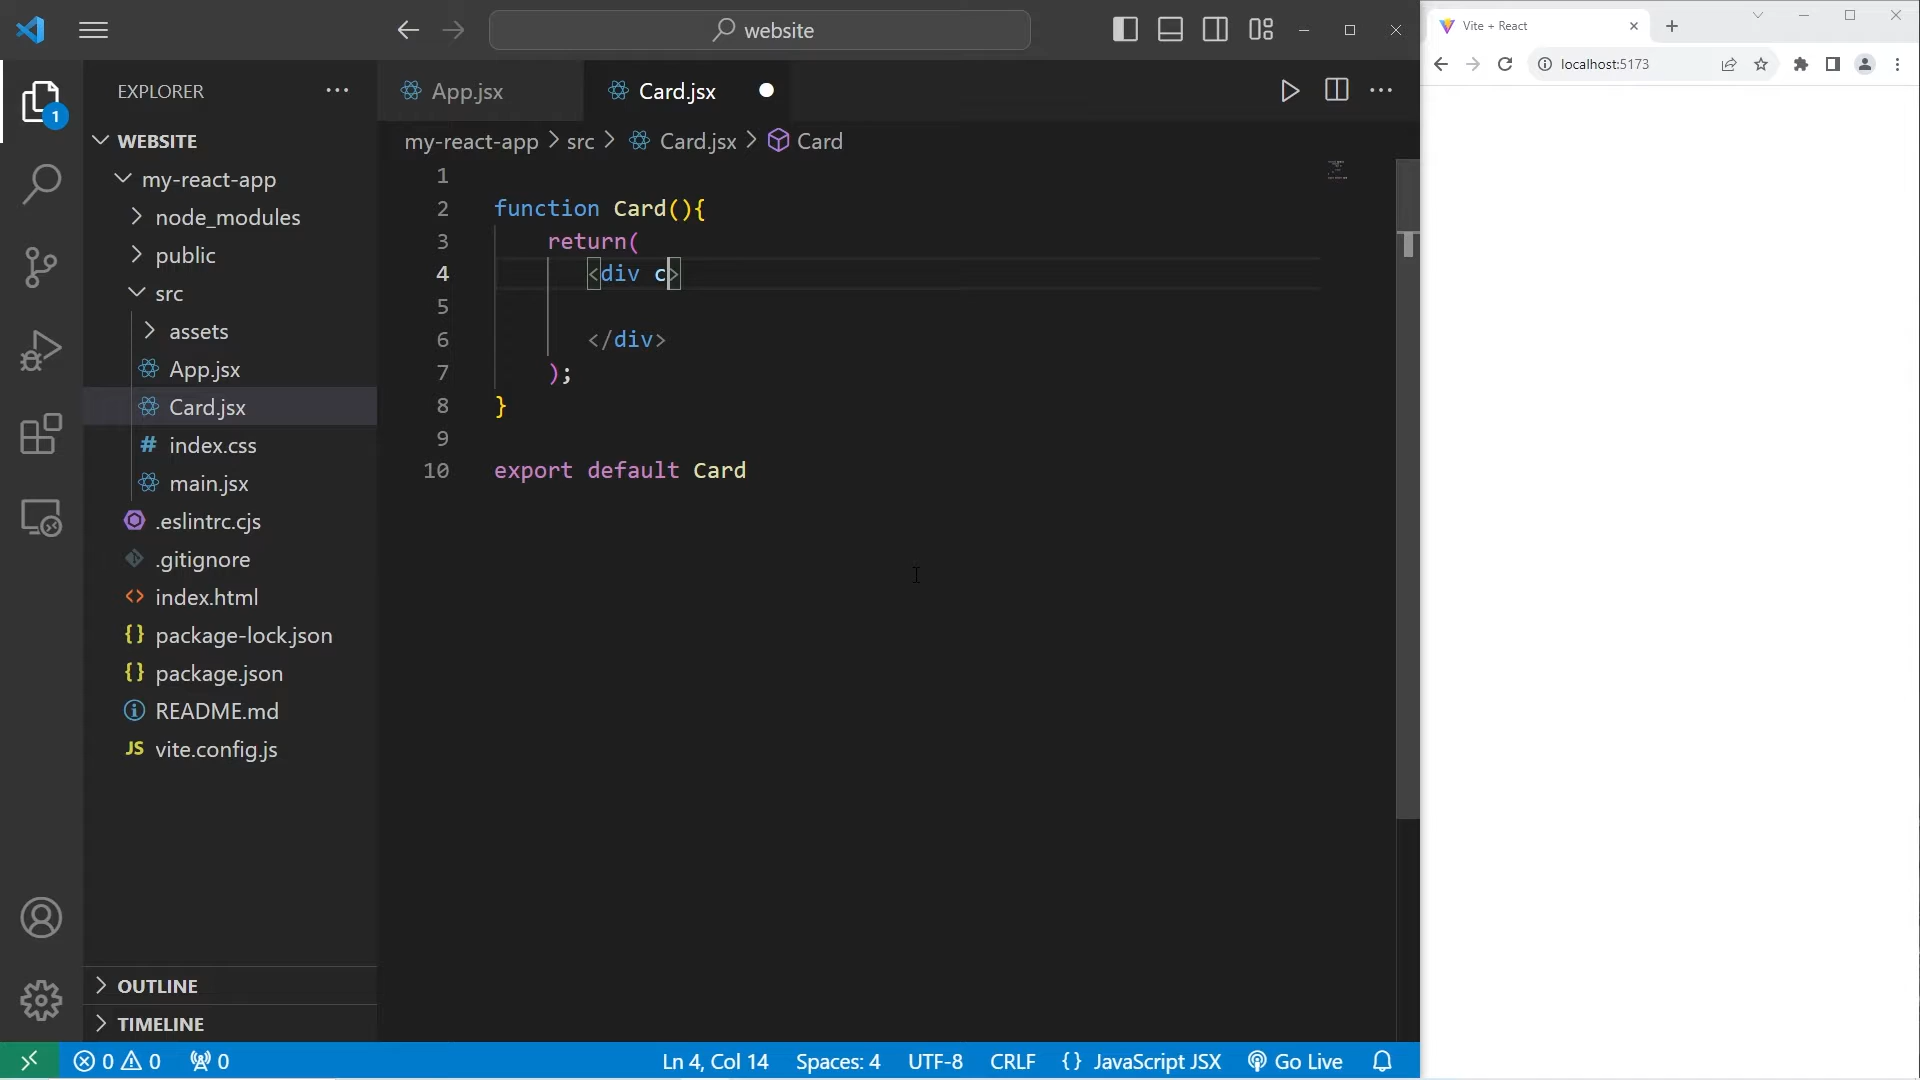 website
Vite + React
localhost:5173
EXPLORER
App.jsx
Card.jsx
1
WEBSITE
my-react-app > src > Card.jsx > Card
my-react-app
node_modules
public
src
assets
App.jsx
Card.jsx
# index.css
main.jsx
.eslintrc.cjs
.gitignore
<> index.html
{} package-lock.json
{} package.json
README.md
JS vite.config.js
1
2 function Card(){
3 return(
4 <div c>
5
6 </div>
7 );
8 }
9
10 export default Card
OUTLINE
TIMELINE
0 0 0
Ln 4, Col 14 Spaces: 4 UTF-8 CRLF {} JavaScript JSX Go Live